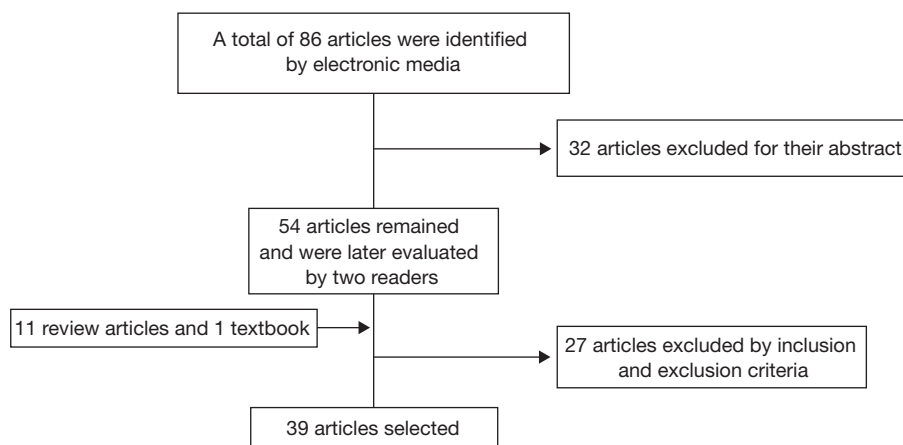 A total of 86 articles were identified
by electronic media
32 articles excluded for their abstract
54 articles remained
and were later evaluated
by two readers
11 review articles and 1 textbook
27 articles excluded by inclusion
and exclusion criteria
39 articles selected